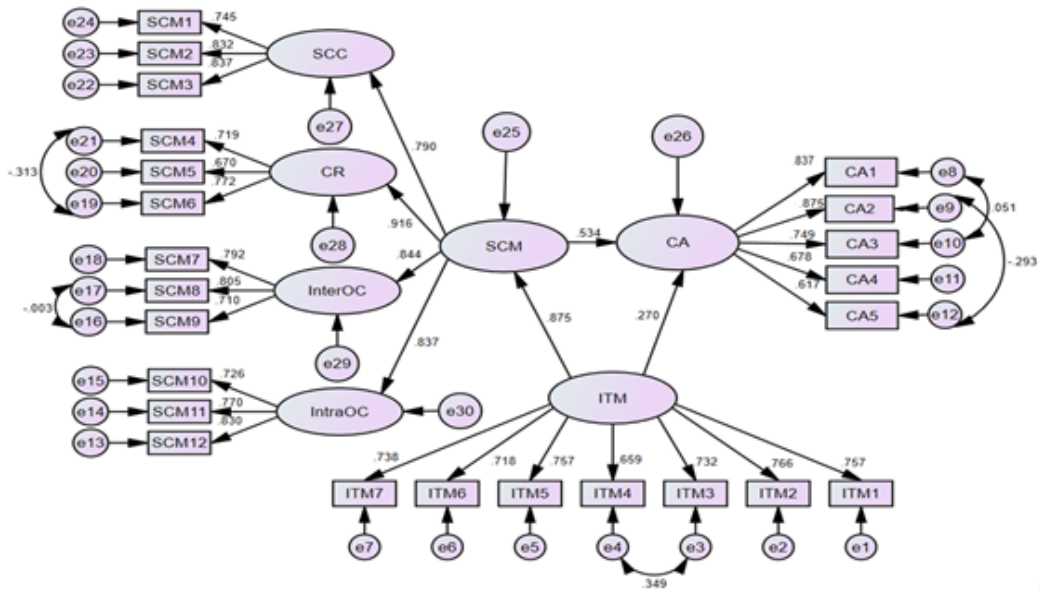 e24 SCM1 .745
e23 SCM2 .832
e22 SCM3 .837
SCC
e27
e21 SCM4 .719
e20 SCM5 .670
e19 SCM6 .772
-.313
CR
e28
e18 SCM7 .792
e17 SCM8 .805
e16 SCM9 .710
-.003
InterOC
e29
e15 SCM10 .726
e14 SCM11 .770
e13 SCM12 .830
IntraOC
e30
.790
.916
.844
.837
e25
SCM
.534
e26
CA
.875
.270
.837 CA1 e8
.875 CA2 e9
.749 CA3 e10
.678 CA4 e11
.617 CA5 e12
.051
-.293
ITM
.738 .718 .757 .659 .732 .766 .757
ITM7 ITM6 ITM5 ITM4 ITM3 ITM2 ITM1
e7 e6 e5 e4 e3 e2 e1
.349